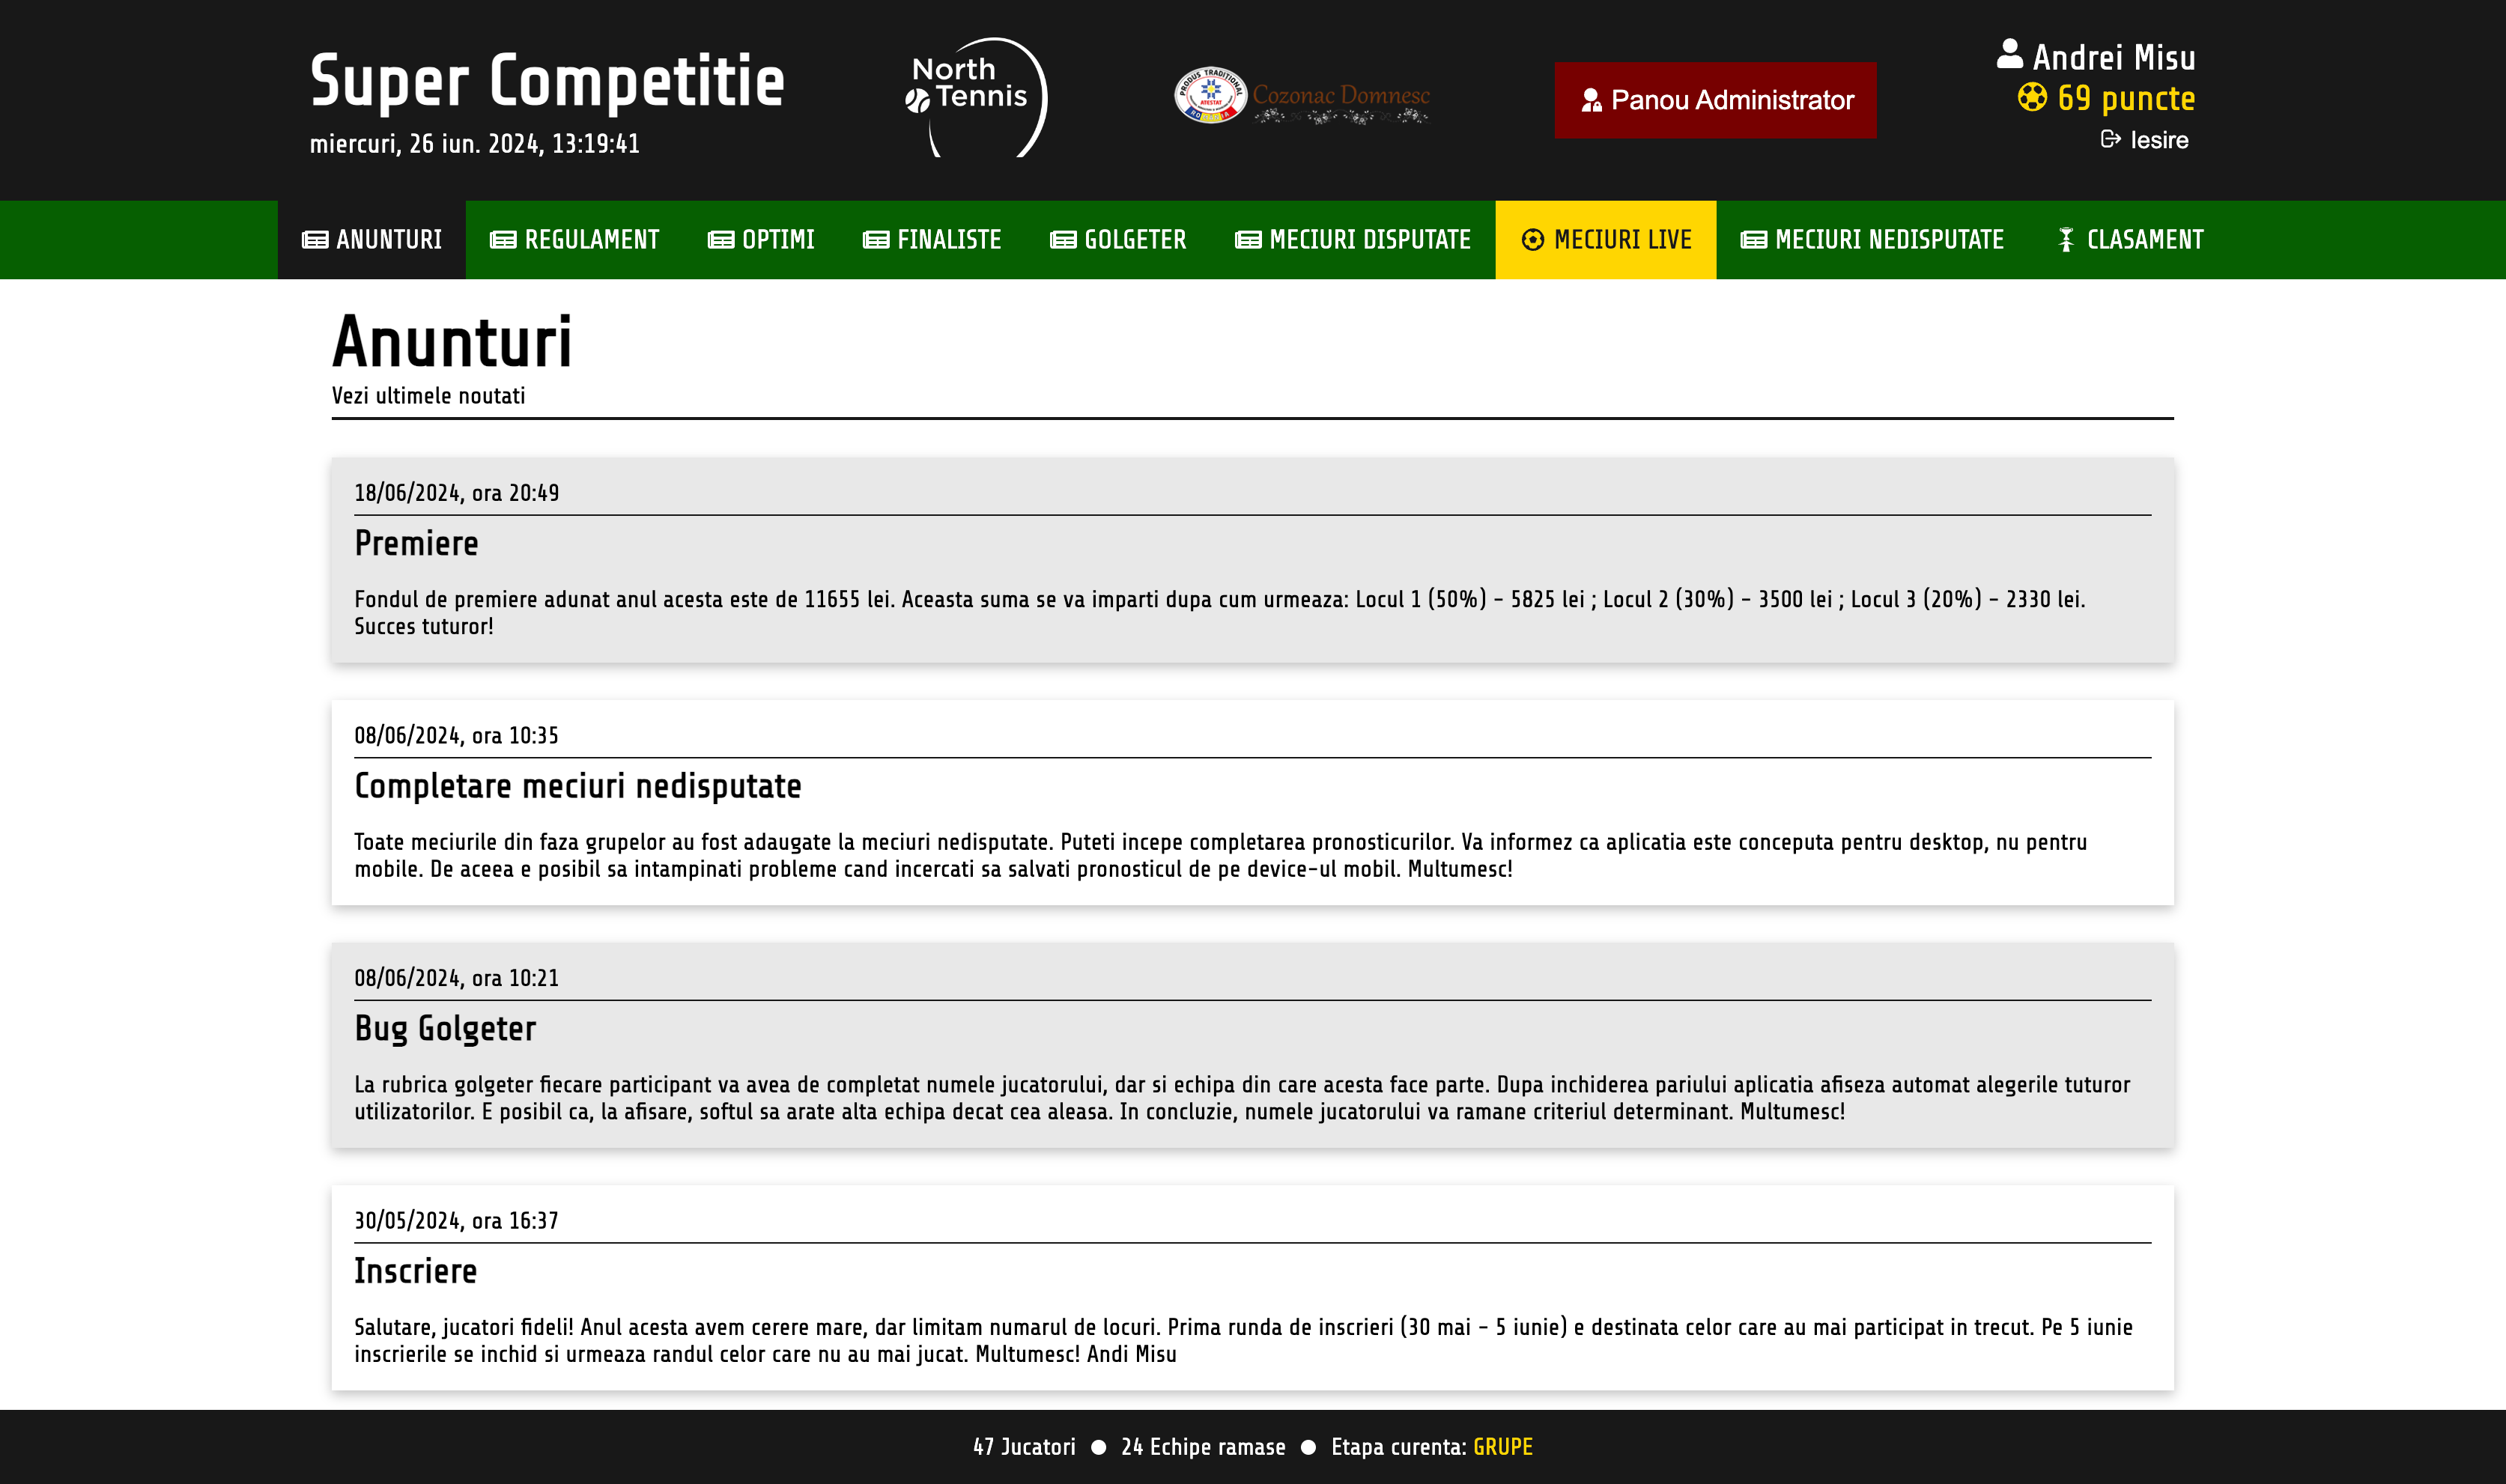 Super Competitie
miercuri, 26 iun. 2024, 13:19:41
North
Tennis
PRODUS TRADITIONAL
ATESTAT
ROMANIA
Cozonac Domnesc
Panou Administrator
Andrei Misu
69 puncte
Iesire
ANUNTURI
REGULAMENT
OPTIMI
FINALISTE
GOLGETER
MECIURI DISPUTATE
MECIURI LIVE
MECIURI NEDISPUTATE
CLASAMENT
Anunturi
Vezi ultimele noutati
18/06/2024, ora 20:49
Premiere
Fondul de premiere adunat anul acesta este de 11655 lei. Aceasta suma se va imparti dupa cum urmeaza: Locul 1 (50%) - 5825 lei ; Locul 2 (30%) - 3500 lei ; Locul 3 (20%) - 2330 lei.
Succes tuturor!
08/06/2024, ora 10:35
Completare meciuri nedisputate
Toate meciurile din faza grupelor au fost adaugate la meciuri nedisputate. Puteti incepe completarea pronosticurilor. Va informez ca aplicatia este conceputa pentru desktop, nu pentru
mobile. De aceea e posibil sa intampinati probleme cand incercati sa salvati pronosticul de pe device-ul mobil. Multumesc!
08/06/2024, ora 10:21
Bug Golgeter
La rubrica golgeter fiecare participant va avea de completat numele jucatorului, dar si echipa din care acesta face parte. Dupa inchiderea pariului aplicatia afiseza automat alegerile tuturor
utilizatorilor. E posibil ca, la afisare, softul sa arate alta echipa decat cea aleasa. In concluzie, numele jucatorului va ramane criteriul determinant. Multumesc!
30/05/2024, ora 16:37
Inscriere
Salutare, jucatori fideli! Anul acesta avem cerere mare, dar limitam numarul de locuri. Prima runda de inscrieri (30 mai - 5 iunie) e destinata celor care au mai participat in trecut. Pe 5 iunie
inscrierile se inchid si urmeaza randul celor care nu au mai jucat. Multumesc! Andi Misu
47 Jucatori ● 24 Echipe ramase ● Etapa curenta: GRUPE